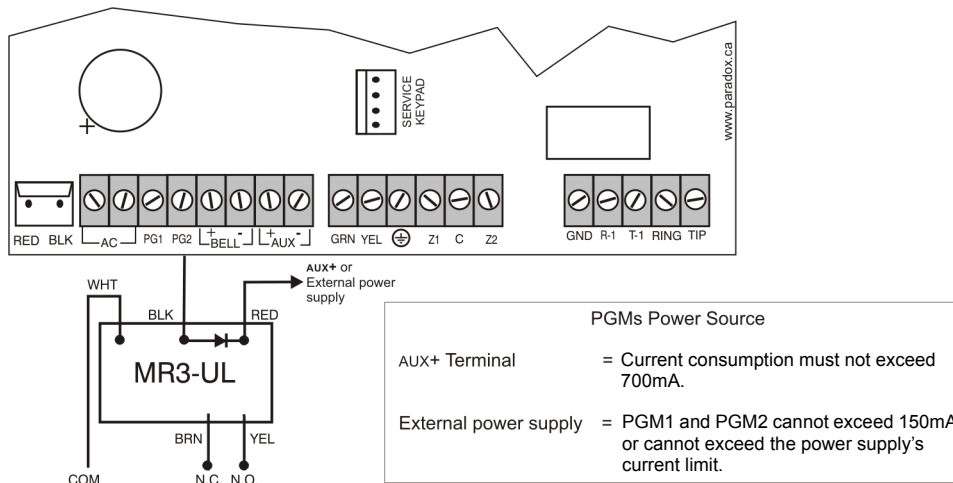 www.paradox.ca
SERVICE
KEYPAD
+
RED BLK AC PG1 PG2 + BELL - + AUX - GRN YEL Z1 C Z2 GND R-1 T-1 RING TIP
AUX+ or
External power
supply
WHT
BLK RED
MR3-UL
BRN YEL
COM N.C. N.O.
PGMs Power Source
AUX+ Terminal = Current consumption must not exceed
700mA.
External power supply = PGM1 and PGM2 cannot exceed 150mA
or cannot exceed the power supply's
current limit.